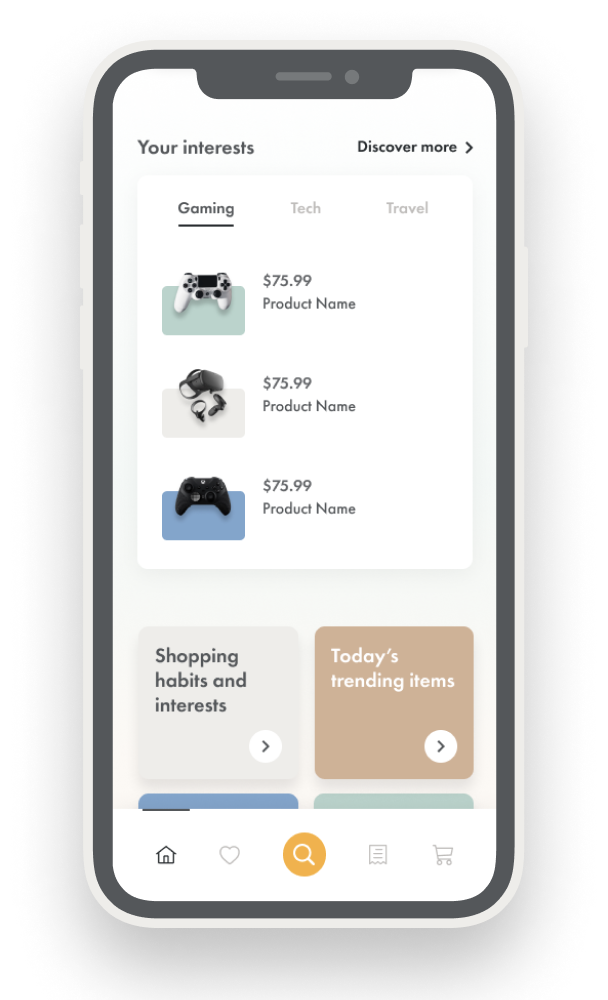 Your interests
Discover more
Gaming
Tech
Travel
$75.99
Product Name
$75.99
Product Name
$75.99
Product Name
Shopping
habits and
interests
Today’s
trending items